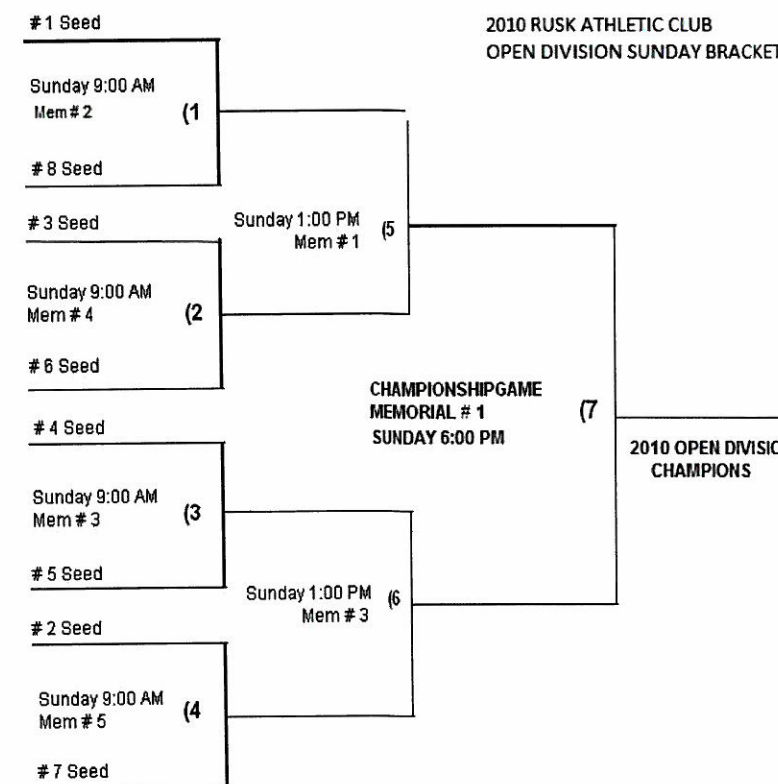 # 1 Seed
2010 RUSK ATHLETIC CLUB
OPEN DIVISION SUNDAY BRACKET
Sunday 9:00 AM
Mem # 2 (1
# 8 Seed
# 3 Seed
Sunday 1:00 PM
Mem # 1 (5
Sunday 9:00 AM
Mem # 4 (2
# 6 Seed
CHAMPIONSHIPGAME
MEMORIAL # 1 (7
SUNDAY 6:00 PM
# 4 Seed
2010 OPEN DIVISIO
CHAMPIONS
Sunday 9:00 AM
Mem # 3 (3
# 5 Seed
Sunday 1:00 PM (6
Mem # 3
# 2 Seed
Sunday 9:00 AM
Mem # 5 (4
# 7 Seed